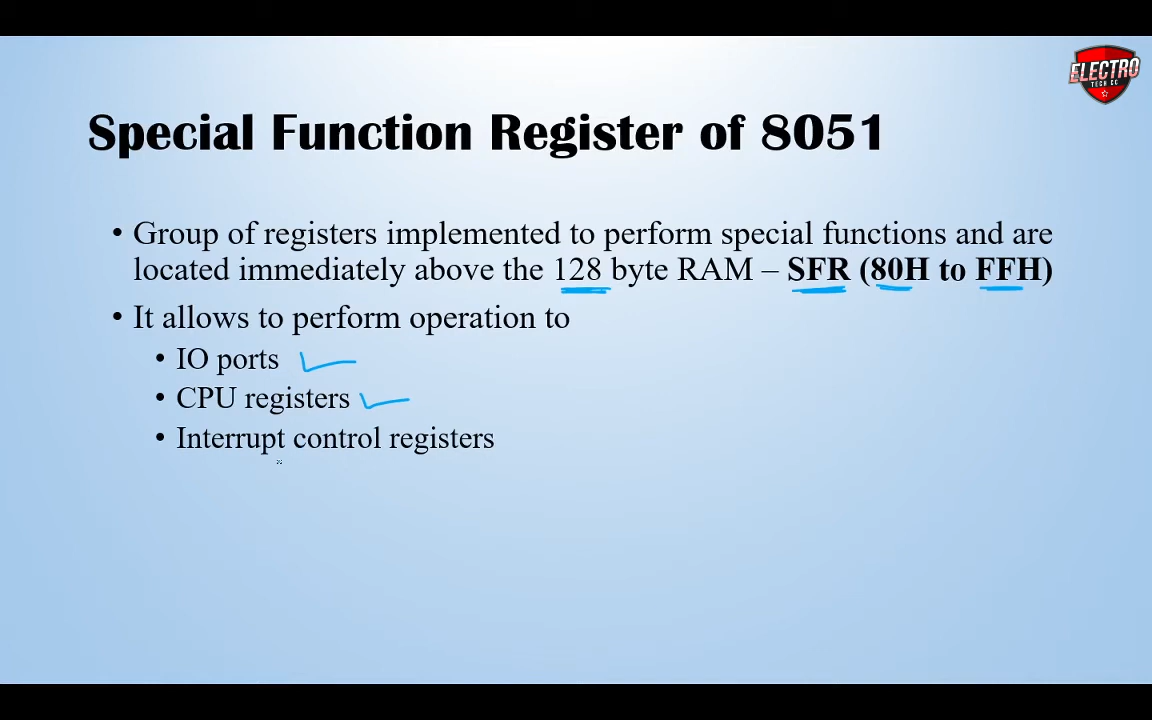 ELECTRO
TECH CC
Special Function Register of 8051
• Group of registers implemented to perform special functions and are
located immediately above the 128 byte RAM – SFR (80H to FFH)
• It allows to perform operation to
• IO ports
• CPU registers
• Interrupt control registers